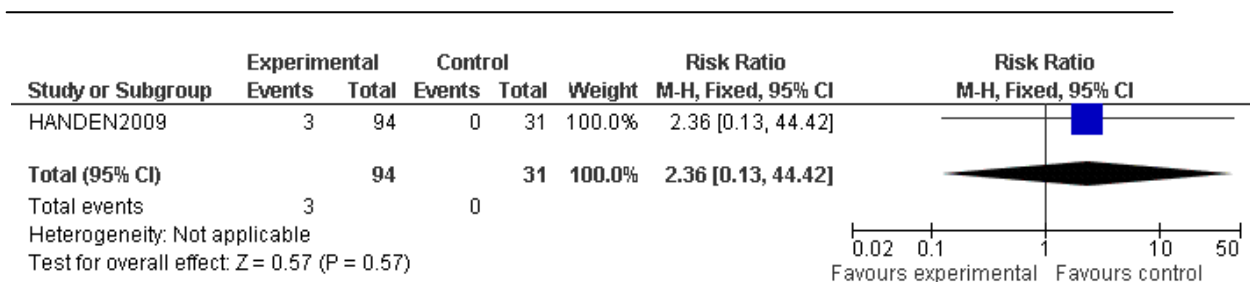 Experimental Control Risk Ratio Risk Ratio
Study or Subgroup Events Total Events Total Weight M-H, Fixed, 95% CI M-H, Fixed, 95% CI
HANDEN2009 3 94 0 31 100.0% 2.36 [0.13, 44.42]
Total (95% CI) 94 31 100.0% 2.36 [0.13, 44.42]
Total events 3 0
Heterogeneity: Not applicable
Test for overall effect: Z = 0.57 (P = 0.57)
0.02 0.1 1 10 50
Favours experimental Favours control